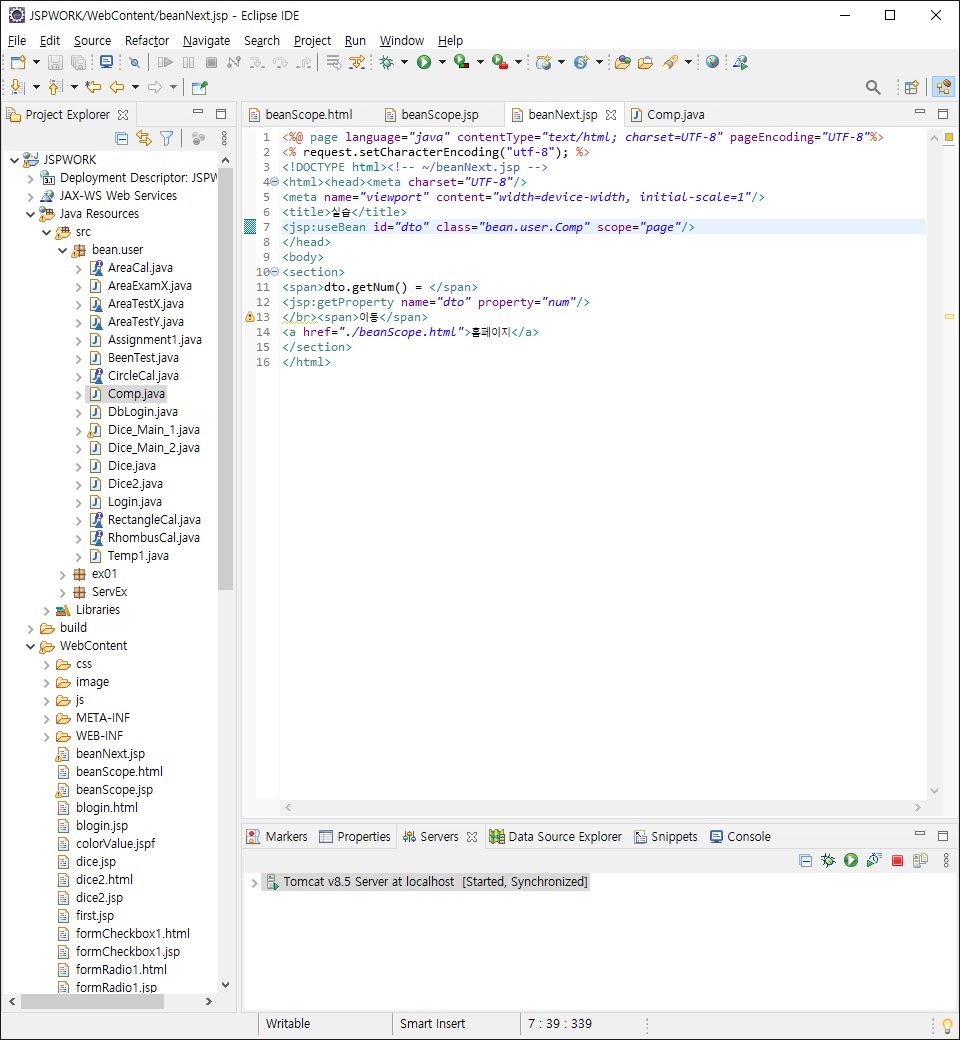 JSPWORK/WebContent/beanNext.jsp - Eclipse IDE
File Edit Source Refactor Navigate Search Project Run Window Help
Project Explorer
JSPWORK
Deployment Descriptor: JSPW
JAX-WS Web Services
Java Resources
src
bean.user
AreaCal.java
AreaExamX.java
AreaTestX.java
AreaTestY.java
Assignment1.java
BeenTest.java
CircleCal.java
Comp.java
DbLogin.java
Dice_Main_1.java
Dice_Main_2.java
Dice.java
Dice2.java
Login.java
RectangleCal.java
RhombusCal.java
Temp1.java
ex01
ServEx
Libraries
build
WebContent
css
image
js
META-INF
WEB-INF
beanNext.jsp
beanScope.html
beanScope.jsp
blogin.html
blogin.jsp
colorValue.jspf
dice.jsp
dice2.html
dice2.jsp
first.jsp
formCheckbox1.html
formCheckbox1.jsp
formRadio1.html
formRadio1.jsp
beanScope.html beanScope.jsp beanNext.jsp Comp.java
1 <%@ page language="java" contentType="text/html; charset=UTF-8" pageEncoding="UTF-8"%>
2 <% request.setCharacterEncoding("utf-8"); %>
3 <!DOCTYPE html><!-- ~/beanNext.jsp -->
4 <html><head><meta charset="UTF-8"/>
5 <meta name="viewport" content="width=device-width, initial-scale=1"/>
6 <title>실습</title>
7 <jsp:useBean id="dto" class="bean.user.Comp" scope="page"/>
8 </head>
9 <body>
10 <section>
11 <span>dto.getNum() = </span>
12 <jsp:getProperty name="dto" property="num"/>
13 </br><span>이동</span>
14 <a href="./beanScope.html">홈페이지</a>
15 </section>
16 </html>
Markers Properties Servers Data Source Explorer Snippets Console
Tomcat v8.5 Server at localhost [Started, Synchronized]
Writable Smart Insert 7 : 39 : 339